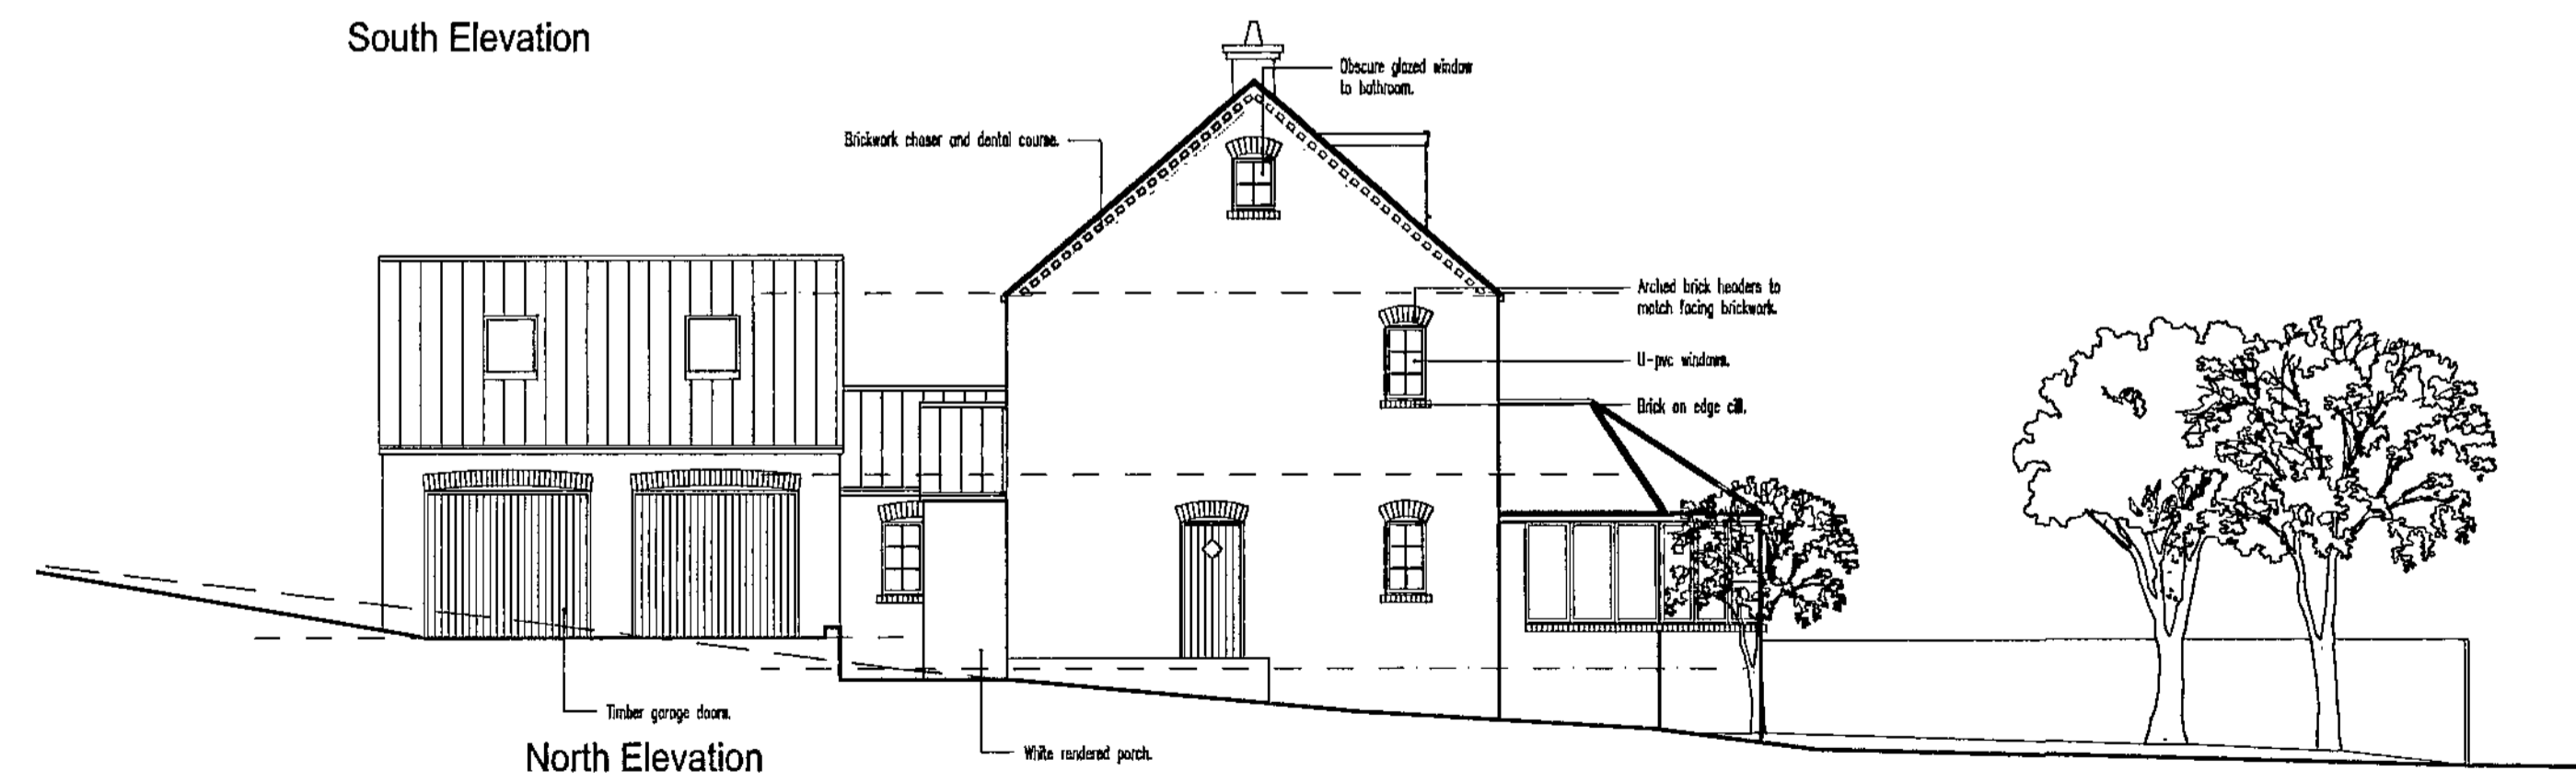 South Elevation
Obscure glazed window
to bathroom.
Brickwork chaser and dental course.
Arched brick headers to
match facing brickwork.
U-pvc windows.
Brick on edge cill.
Timber garage doors.
White rendered porch.
North Elevation